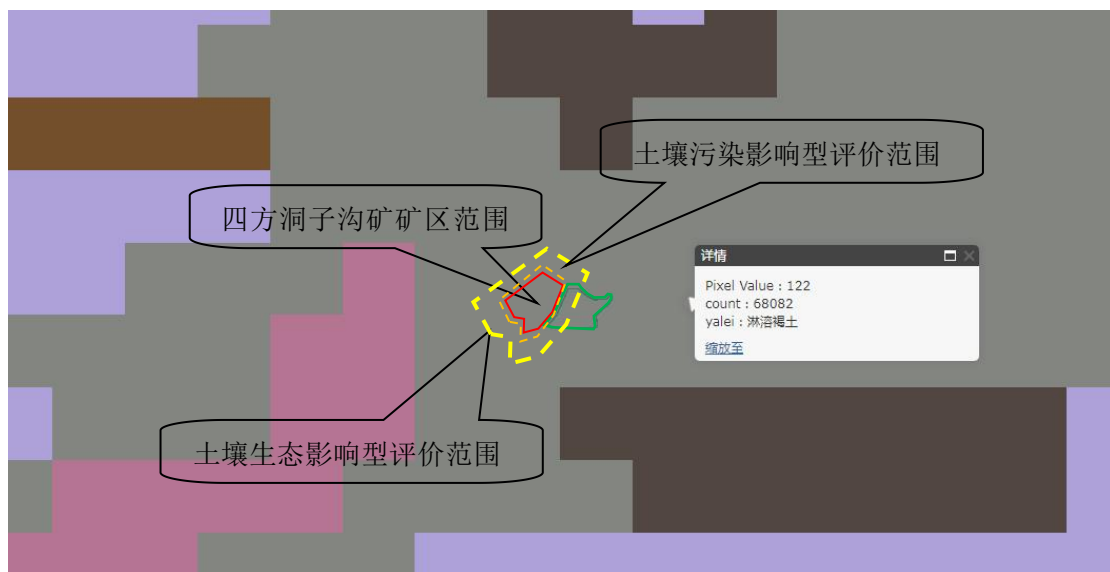 土壤污染影响型评价范围
四方洞子沟矿矿区范围
详情
Pixel Value : 122
count : 68082
yalei : 淋溶褐土
缩放至
土壤生态影响型评价范围